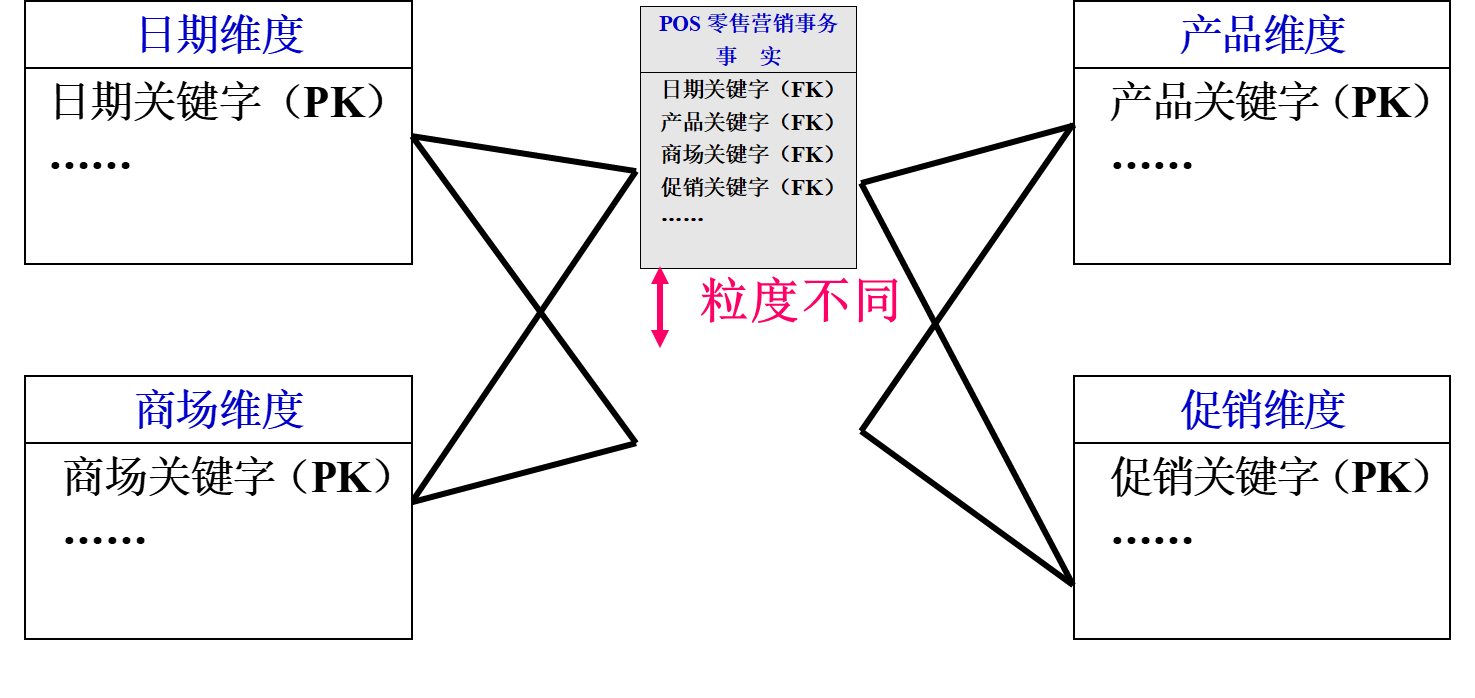 日期维度
日期关键字（PK）
……
POS 零售营销事务
事 实
日期关键字（FK）
产品关键字（FK）
商场关键字（FK）
促销关键字（FK）
……
产品维度
产品关键字（PK）
……
粒度不同
商场维度
商场关键字（PK）
……
促销维度
促销关键字（PK）
……